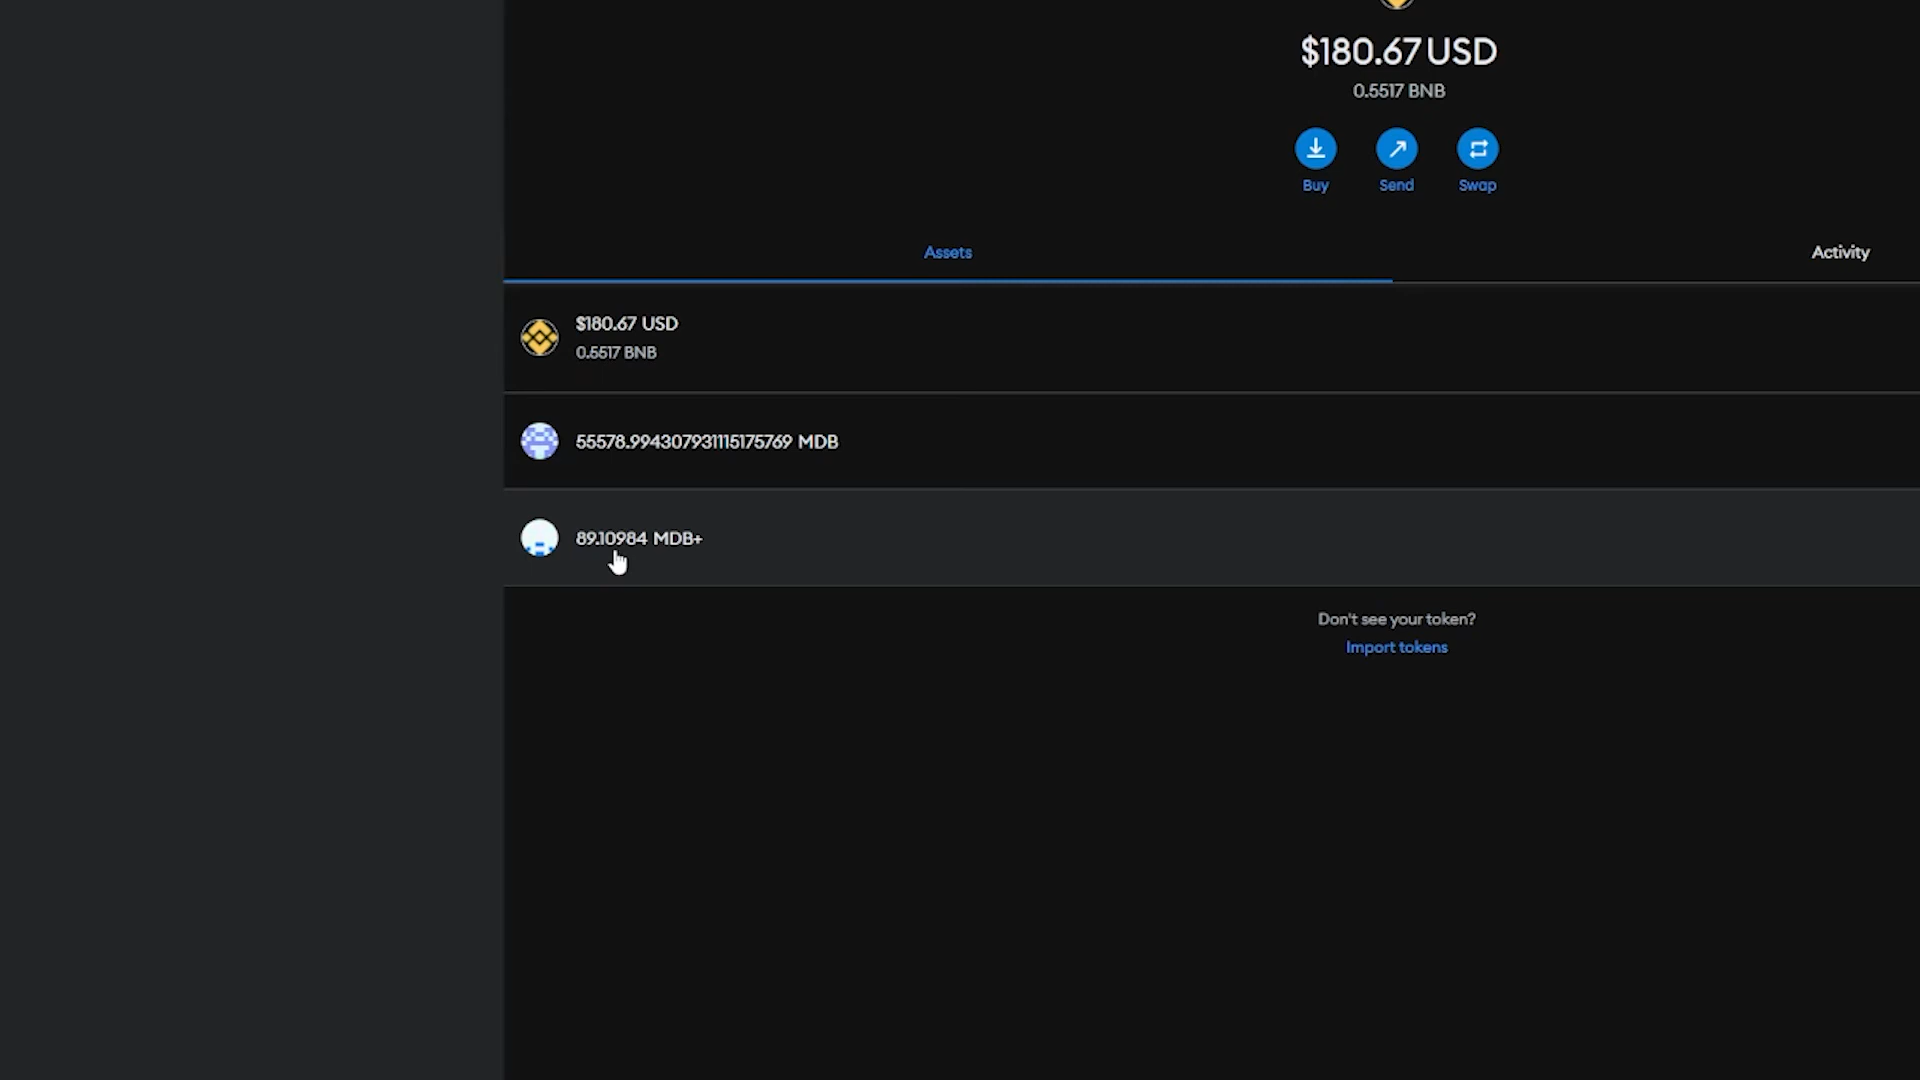 $180.67 USD
0.5517 BNB
Buy
Send
Swap
Assets
Activity
$180.67 USD
0.5517 BNB
55578.994307931115175769 MDB
89.10984 MDB+
Don't see your token?
Import tokens